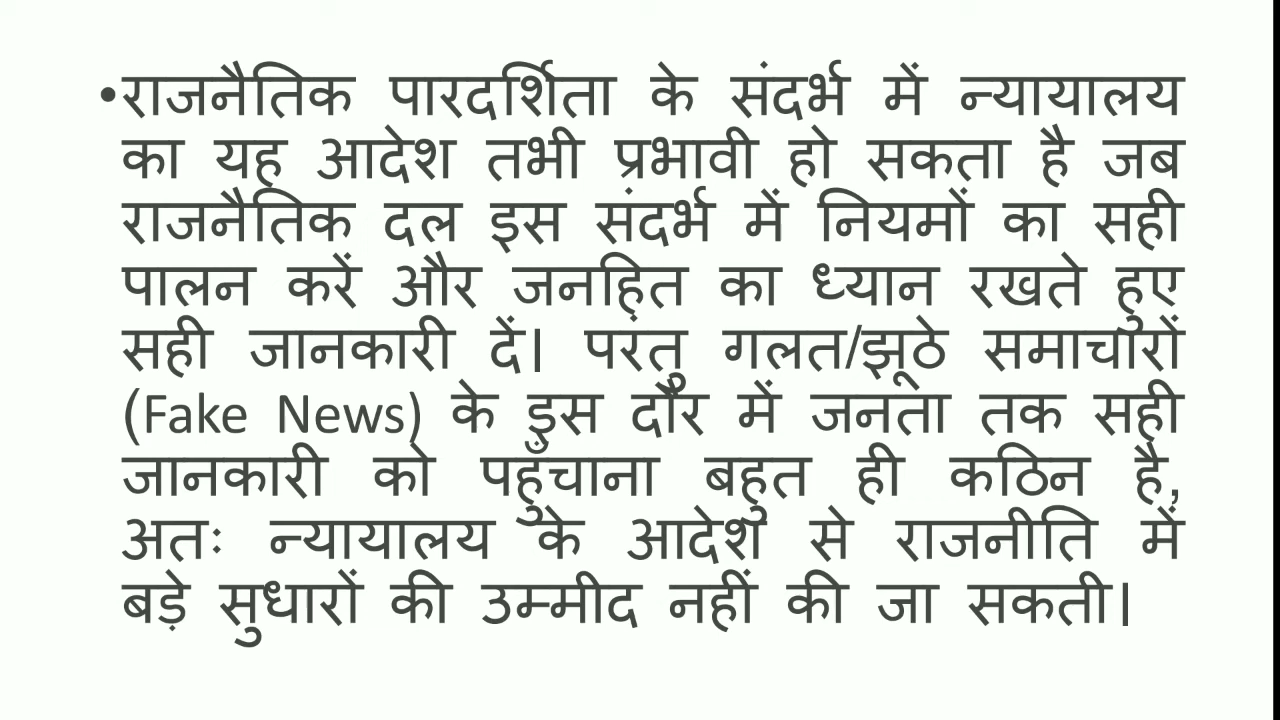 •राजनैतिक पारदर्शिता के संदर्भ में न्यायालय
का यह आदेश तभी प्रभावी हो सकता है जब
राजनैतिक दल इस संदर्भ में नियमों का सही
पालन करें और जनहित का ध्यान रखते हुए
सही जानकारी दें। परंतु गलत/झूठे समाचारों
(Fake News) के इस दौर में जनता तक सही
जानकारी को पहुँचाना बहुत ही कठिन है,
अतः न्यायालय के आदेश से राजनीति में
बड़े सुधारों की उम्मीद नहीं की जा सकती।